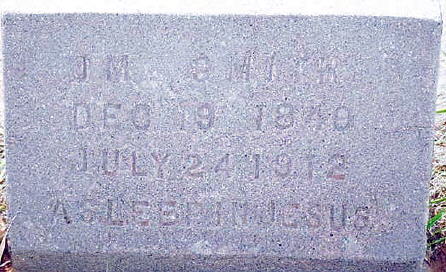 J M SMITH
DEC 19 1840
JULY 24 1912
ASLEEP IN JESUS